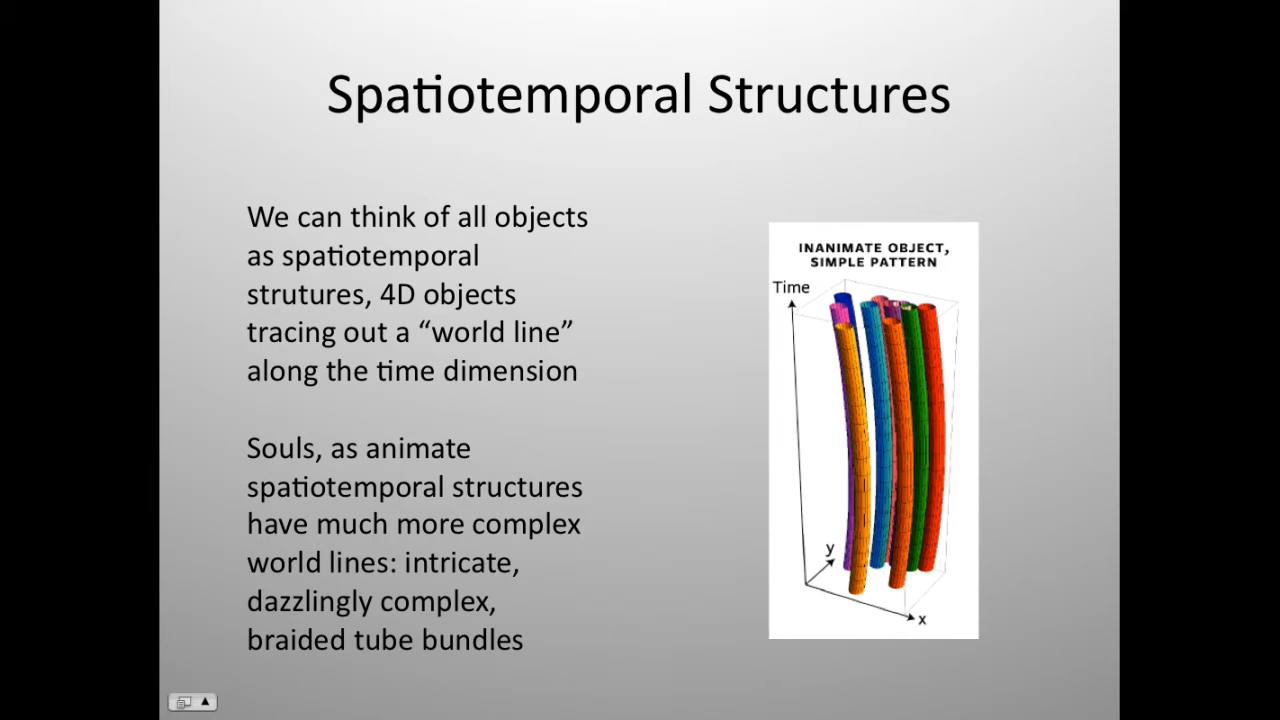 Spatiotemporal Structures
We can think of all objects
as spatiotemporal
strutures, 4D objects
tracing out a “world line”
along the time dimension
Souls, as animate
spatiotemporal structures
have much more complex
world lines: intricate,
dazzlingly complex,
braided tube bundles
INANIMATE OBJECT,
SIMPLE PATTERN
Time
y
x